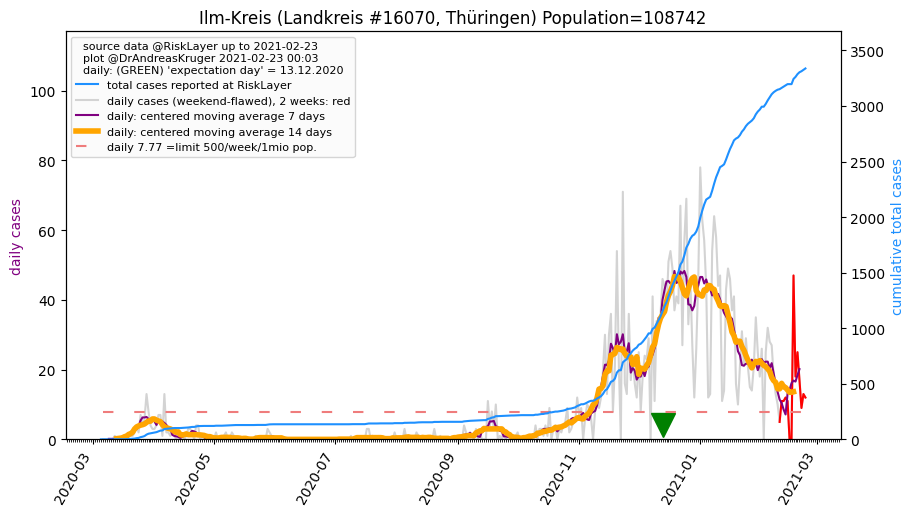 Ilm-Kreis (Landkreis #16070, Thüringen) Population=108742
source data @RiskLayer up to 2021-02-23
plot @DrAndreasKruger 2021-02-23 00:03
daily: (GREEN) 'expectation day' = 13.12.2020
total cases reported at RiskLayer
daily cases (weekend-flawed), 2 weeks: red
daily: centered moving average 7 days
daily: centered moving average 14 days
daily 7.77 =limit 500/week/1mio pop.
daily cases
100
80
60
40
20
0
cumulative total cases
3500
3000
2500
2000
1500
1000
500
0
2020-03
2020-05
2020-07
2020-09
2020-11
2021-01
2021-03